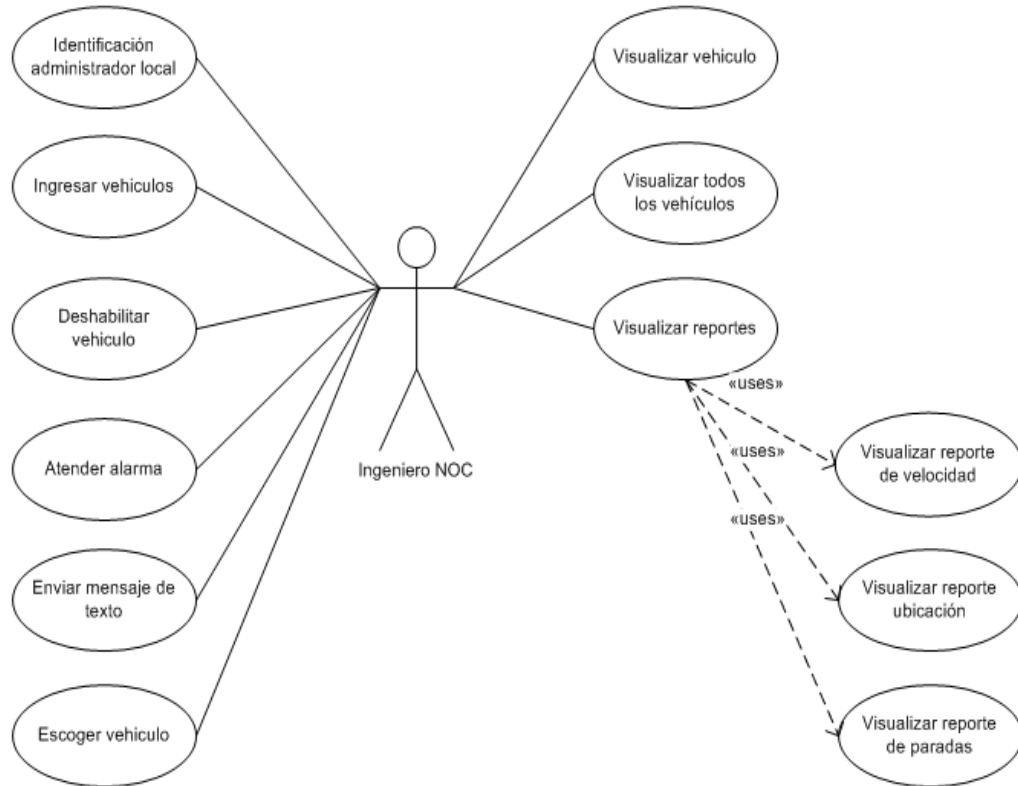 Identificación
administrador local
Visualizar vehiculo
Ingresar vehiculos
Visualizar todos
los vehículos
Deshabilitar
vehiculo
Visualizar reportes
«uses»
Atender alarma
Ingeniero NOC
«uses»
Visualizar reporte
de velocidad
«uses»
Enviar mensaje de
texto
Visualizar reporte
ubicación
Escoger vehiculo
Visualizar reporte
de paradas